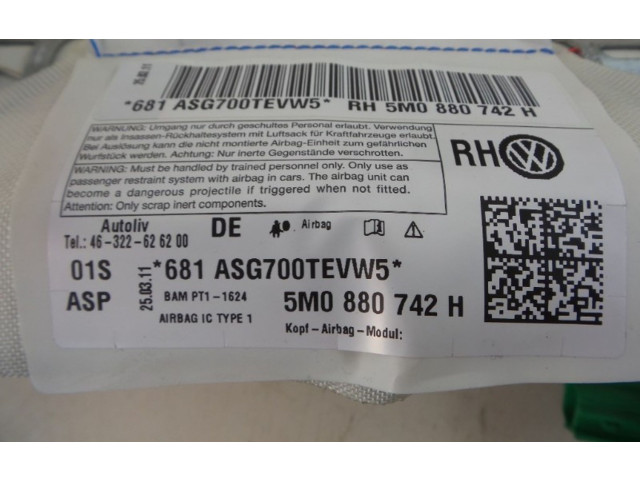 25.03.11
*681 ASG700TEVW5* RH 5M0 880 742 H
WARNUNG: Umgang nur durch geschultes Personal erlaubt. Verwendung
nur als Insassen-Rückhaltesystem mit Luftsack für Kraftfahrzeuge erlaubt.
Bei Auslösung kann die nicht montierte Airbag-Einheit zum gefährlichen
Wurfstück werden. Achtung: Nur inerte Gegenstände verschrotten.
WARNING: Must be handled by trained personnel only. Only use as
passenger restraint system with airbag in cars. The airbag unit can
become a dangerous projectile if triggered when not fitted.
Attention: Only scrap inert components.
RH
Autoliv DE Airbag
Tel.: 46-322-62 62 00
01S *681 ASG700TEVW5*
ASP 25.03.11 BAM PT1-1624 5M0 880 742 H
AIRBAG IC TYPE 1 Kopf-Airbag-Modul: